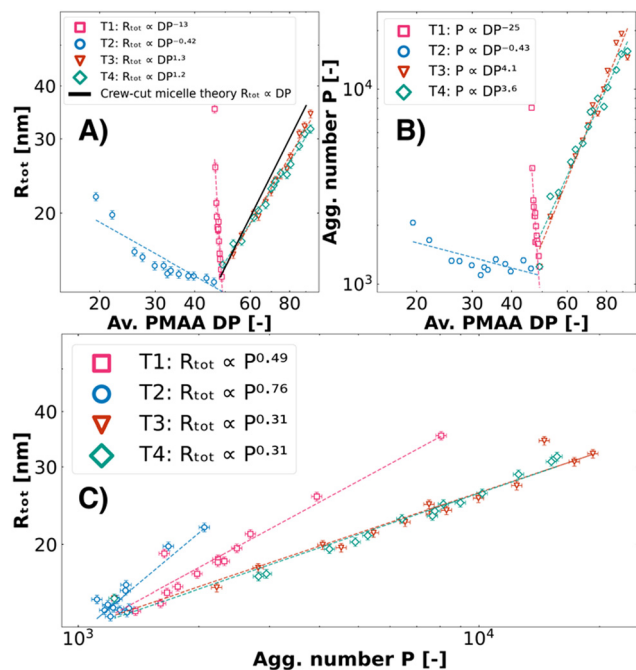 T1: Rₜₒₜ ∝ DP⁻¹³
T2: Rₜₒₜ ∝ DP⁻⁰·⁴²
T3: Rₜₒₜ ∝ DP¹·³
T4: Rₜₒₜ ∝ DP¹·²
Crew-cut micelle theory Rₜₒₜ ∝ DP
A)
Rₜₒₜ [nm]
40
30
20
20 30 40 60 80
Av. PMAA DP [-]
T1: P ∝ DP⁻²⁵
T2: P ∝ DP⁻⁰·⁴³
T3: P ∝ DP⁴·¹
T4: P ∝ DP³·⁶
B)
Agg. number P [-]
10⁴
10³
20 30 40 60 80
Av. PMAA DP [-]
T1: Rₜₒₜ ∝ P⁰·⁴⁹
T2: Rₜₒₜ ∝ P⁰·⁷⁶
T3: Rₜₒₜ ∝ P⁰·³¹
T4: Rₜₒₜ ∝ P⁰·³¹
C)
Rₜₒₜ [nm]
40
30
20
10³ 10⁴
Agg. number P [-]